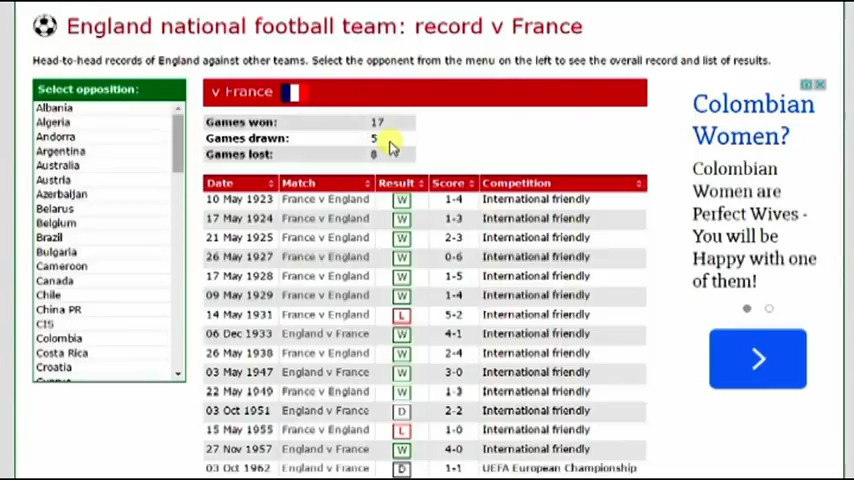 England national football team: record v France
Head-to-head records of England against other teams. Select the opponent from the menu on the left to see the overall record and list of results.
Select opposition:
Albania
Algeria
Andorra
Argentina
Australia
Austria
Azerbaijan
Belarus
Belgium
Brazil
Bulgaria
Cameroon
Canada
Chile
China PR
CIS
Colombia
Costa Rica
Croatia
v France
Games won: 17
Games drawn: 5
Games lost: 8
Date Match Result Score Competition
10 May 1923 France v England W 1-4 International friendly
17 May 1924 France v England W 1-3 International friendly
21 May 1925 France v England W 2-3 International friendly
26 May 1927 France v England W 0-6 International friendly
17 May 1928 France v England W 1-5 International friendly
09 May 1929 France v England W 1-4 International friendly
14 May 1931 France v England L 5-2 International friendly
06 Dec 1933 England v France W 4-1 International friendly
26 May 1938 France v England W 2-4 International friendly
03 May 1947 England v France W 3-0 International friendly
22 May 1949 France v England W 1-3 International friendly
03 Oct 1951 England v France D 2-2 International friendly
15 May 1955 France v England L 1-0 International friendly
27 Nov 1957 England v France W 4-0 International friendly
03 Oct 1962 England v France D 1-1 UEFA European Championship
Colombian
Women?
Colombian
Women are
Perfect Wives -
You will be
Happy with one
of them!